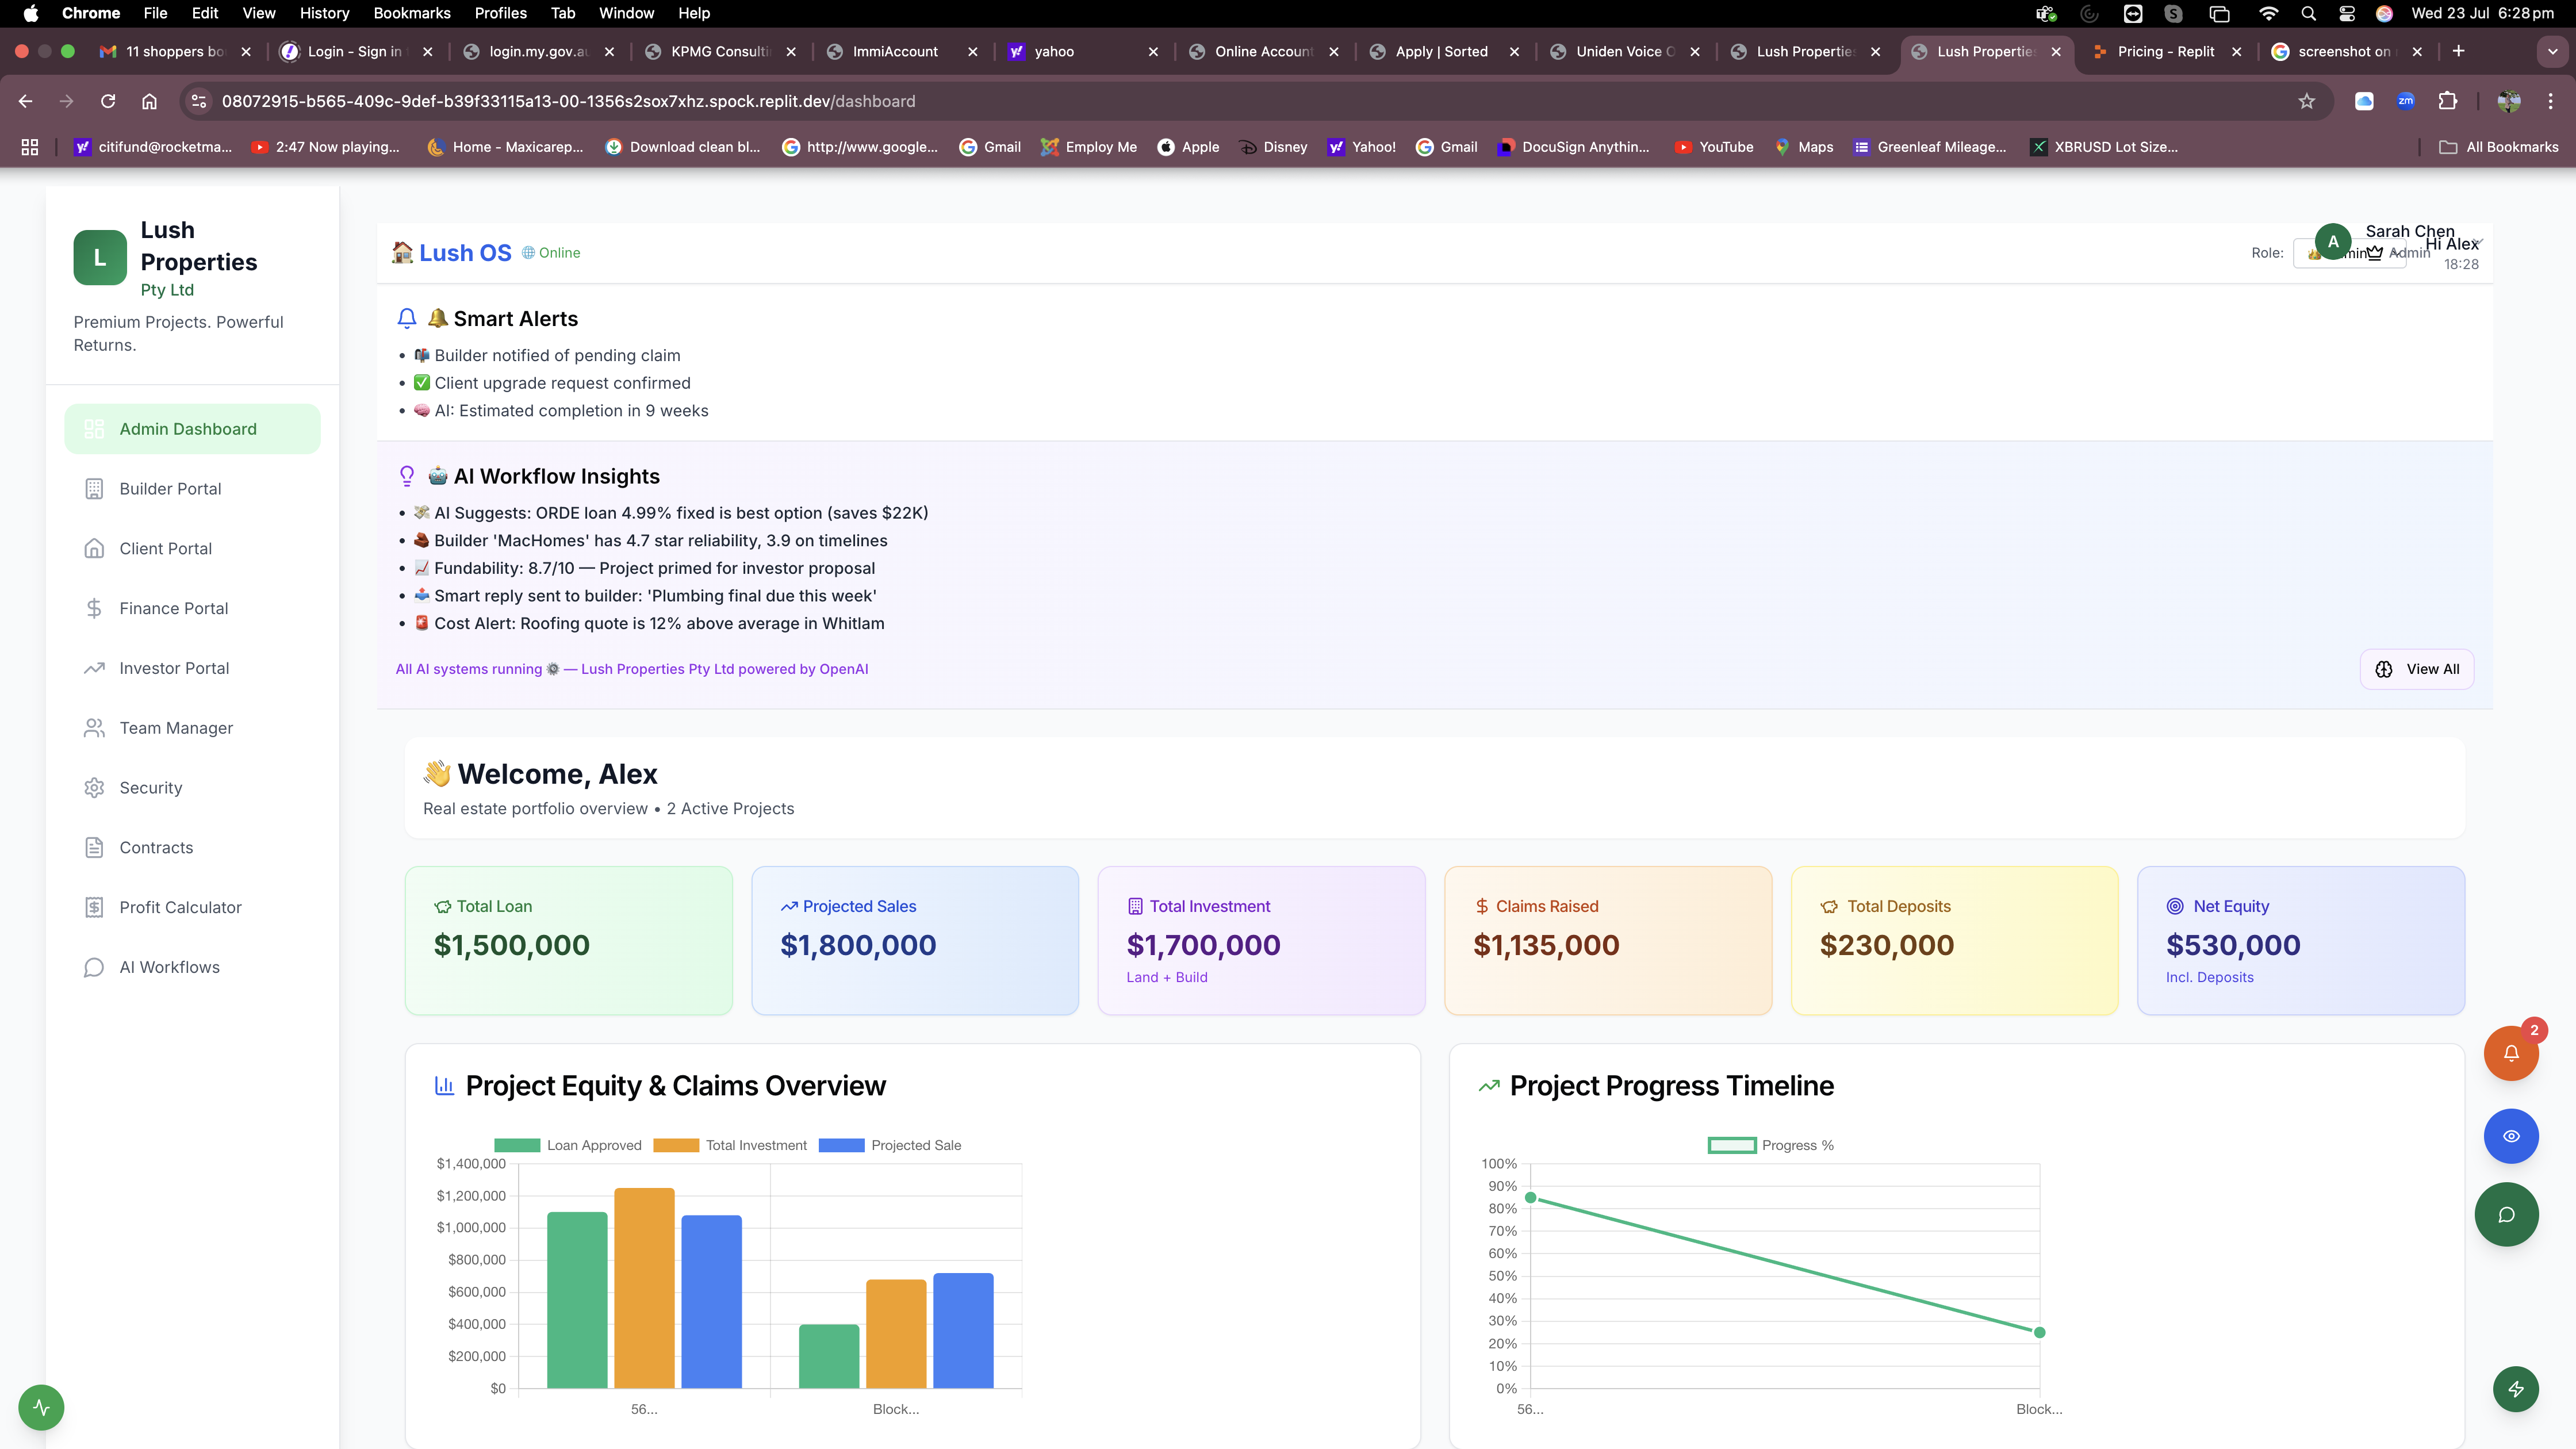 Chrome File Edit View History Bookmarks Profiles Tab Window Help
Wed 23 Jul 6:28 pm
11 shoppers bo
Login - Sign in
login.my.gov.au
KPMG Consulti
ImmiAccount
yahoo
Online Account
Apply | Sorted
Uniden Voice
Lush Propertie
Lush Propertie
Pricing - Replit
screenshot on
08072915-b565-409c-9def-b39f33115a13-00-1356s2sox7xhz.spock.replit.dev/dashboard
zm
citifund@rocketma...
2:47 Now playing...
Home - Maxicarep...
Download clean bl...
http://www.google...
Gmail
Employ Me
Apple
Disney
Yahoo!
Gmail
DocuSign Anythin...
YouTube
Maps
Greenleaf Mileage...
XBRUSD Lot Size...
All Bookmarks
L
Lush
Properties
Pty Ltd
Premium Projects. Powerful
Returns.
Admin Dashboard
Builder Portal
Client Portal
Finance Portal
Investor Portal
Team Manager
Security
Contracts
Profit Calculator
AI Workflows
Lush OS
Online
Role:
A
Sarah Chen
Hi Alex
Admin
18:28
Smart Alerts
• Builder notified of pending claim
• Client upgrade request confirmed
• AI: Estimated completion in 9 weeks
AI Workflow Insights
• AI Suggests: ORDE loan 4.99% fixed is best option (saves $22K)
• Builder 'MacHomes' has 4.7 star reliability, 3.9 on timelines
• Fundability: 8.7/10 — Project primed for investor proposal
• Smart reply sent to builder: 'Plumbing final due this week'
• Cost Alert: Roofing quote is 12% above average in Whitlam
All AI systems running — Lush Properties Pty Ltd powered by OpenAI
View All
Welcome, Alex
Real estate portfolio overview • 2 Active Projects
Total Loan
$1,500,000
Projected Sales
$1,800,000
Total Investment
$1,700,000
Land + Build
Claims Raised
$1,135,000
Total Deposits
$230,000
Net Equity
$530,000
Incl. Deposits
2
Project Equity & Claims Overview
Loan Approved Total Investment Projected Sale
$1,400,000
$1,200,000
$1,000,000
$800,000
$600,000
$400,000
$200,000
$0
56... Block...
Project Progress Timeline
Progress %
100%
90%
80%
70%
60%
50%
40%
30%
20%
10%
0%
56... Block...